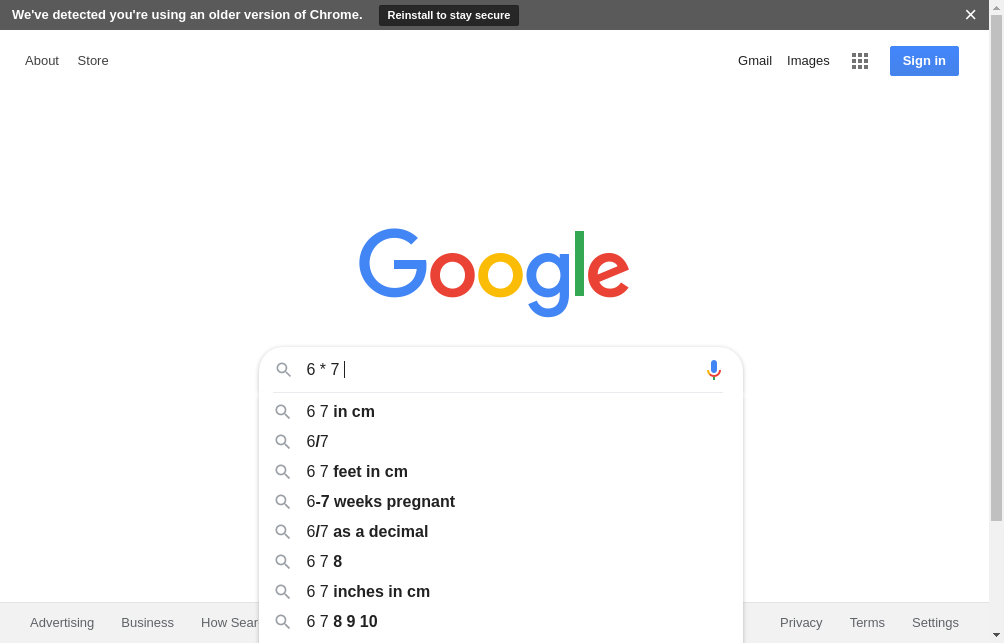 We've detected you're using an older version of Chrome. Reinstall to stay secure
About Store Gmail Images Sign in
Google
6 * 7
6 7 in cm
6/7
6 7 feet in cm
6-7 weeks pregnant
6/7 as a decimal
6 7 8
6 7 inches in cm
6 7 8 9 10
Advertising Business How Sear Privacy Terms Settings